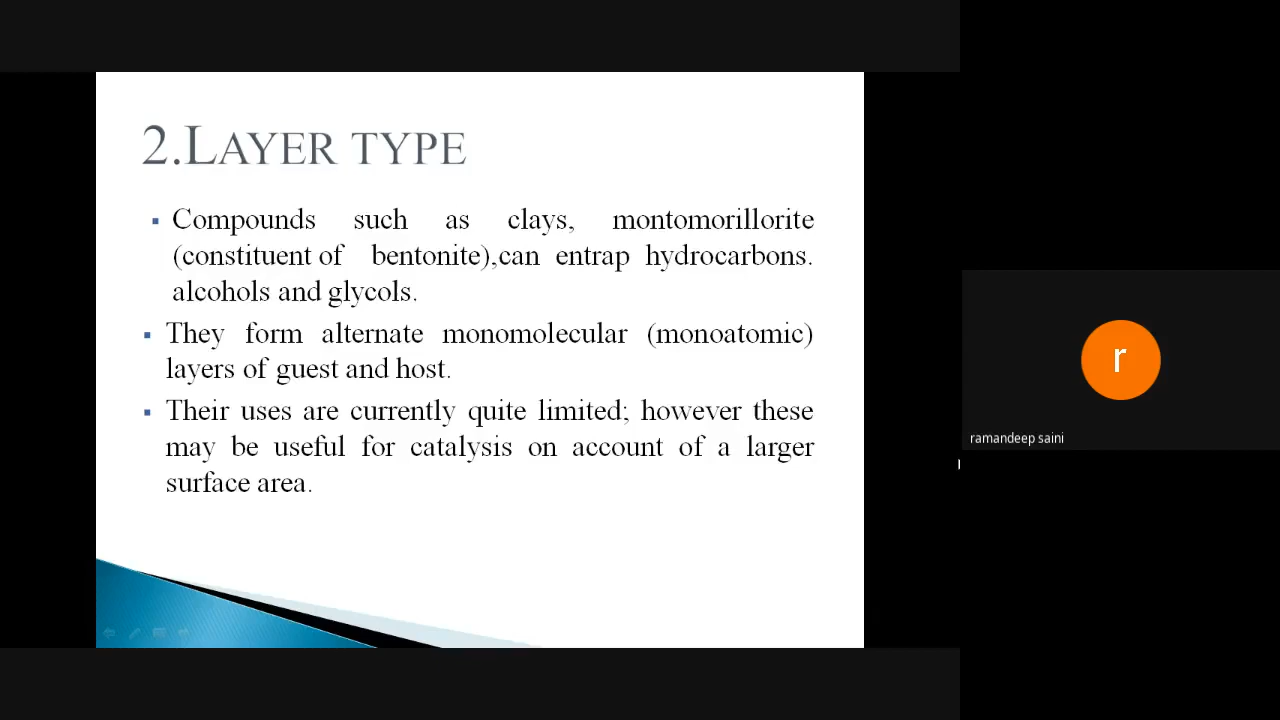 2.LAYER TYPE
Compounds such as clays, montomorillorite
(constituent of bentonite),can entrap hydrocarbons.
alcohols and glycols.
They form alternate monomolecular (monoatomic)
layers of guest and host.
Their uses are currently quite limited; however these
may be useful for catalysis on account of a larger
surface area.
r
ramandeep saini